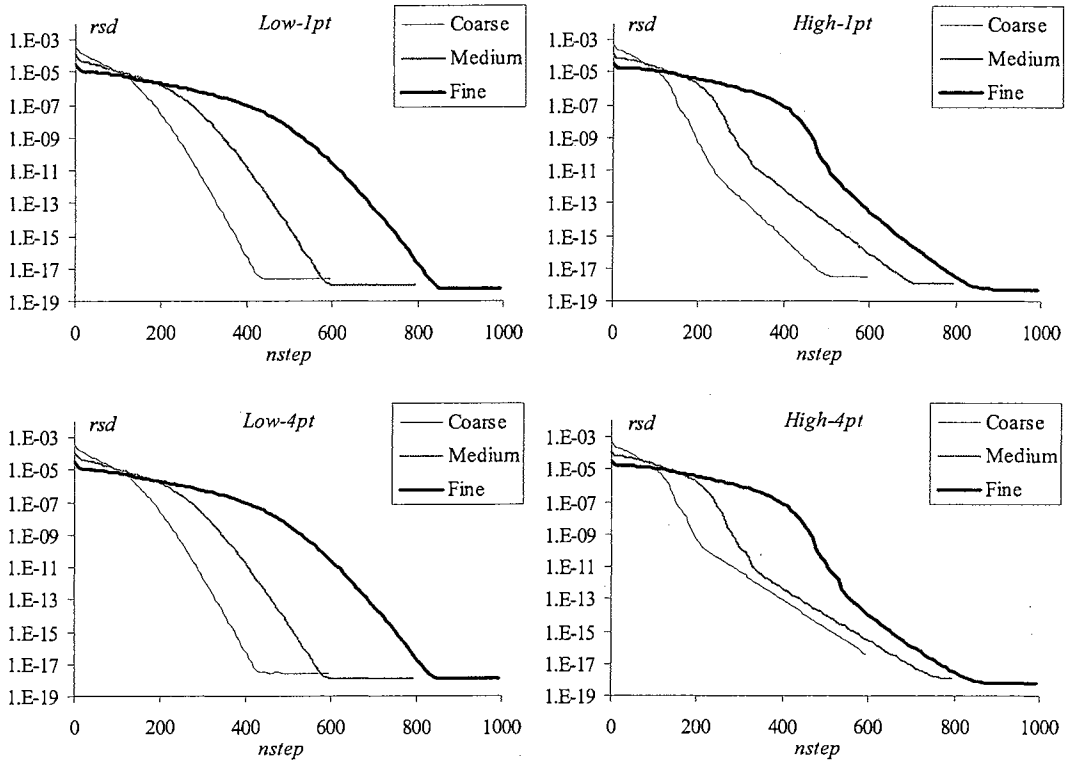 rsd
Low-1pt
Coarse
Medium
Fine
1.E-03
1.E-05
1.E-07
1.E-09
1.E-11
1.E-13
1.E-15
1.E-17
1.E-19
0 200 400 600 800 1000
nstep
rsd
High-1pt
Coarse
Medium
Fine
1.E-03
1.E-05
1.E-07
1.E-09
1.E-11
1.E-13
1.E-15
1.E-17
1.E-19
0 200 400 600 800 1000
nstep
rsd
Low-4pt
Coarse
Medium
Fine
1.E-03
1.E-05
1.E-07
1.E-09
1.E-11
1.E-13
1.E-15
1.E-17
1.E-19
0 200 400 600 800 1000
nstep
rsd
High-4pt
Coarse
Medium
Fine
1.E-03
1.E-05
1.E-07
1.E-09
1.E-11
1.E-13
1.E-15
1.E-17
1.E-19
0 200 400 600 800 1000
nstep